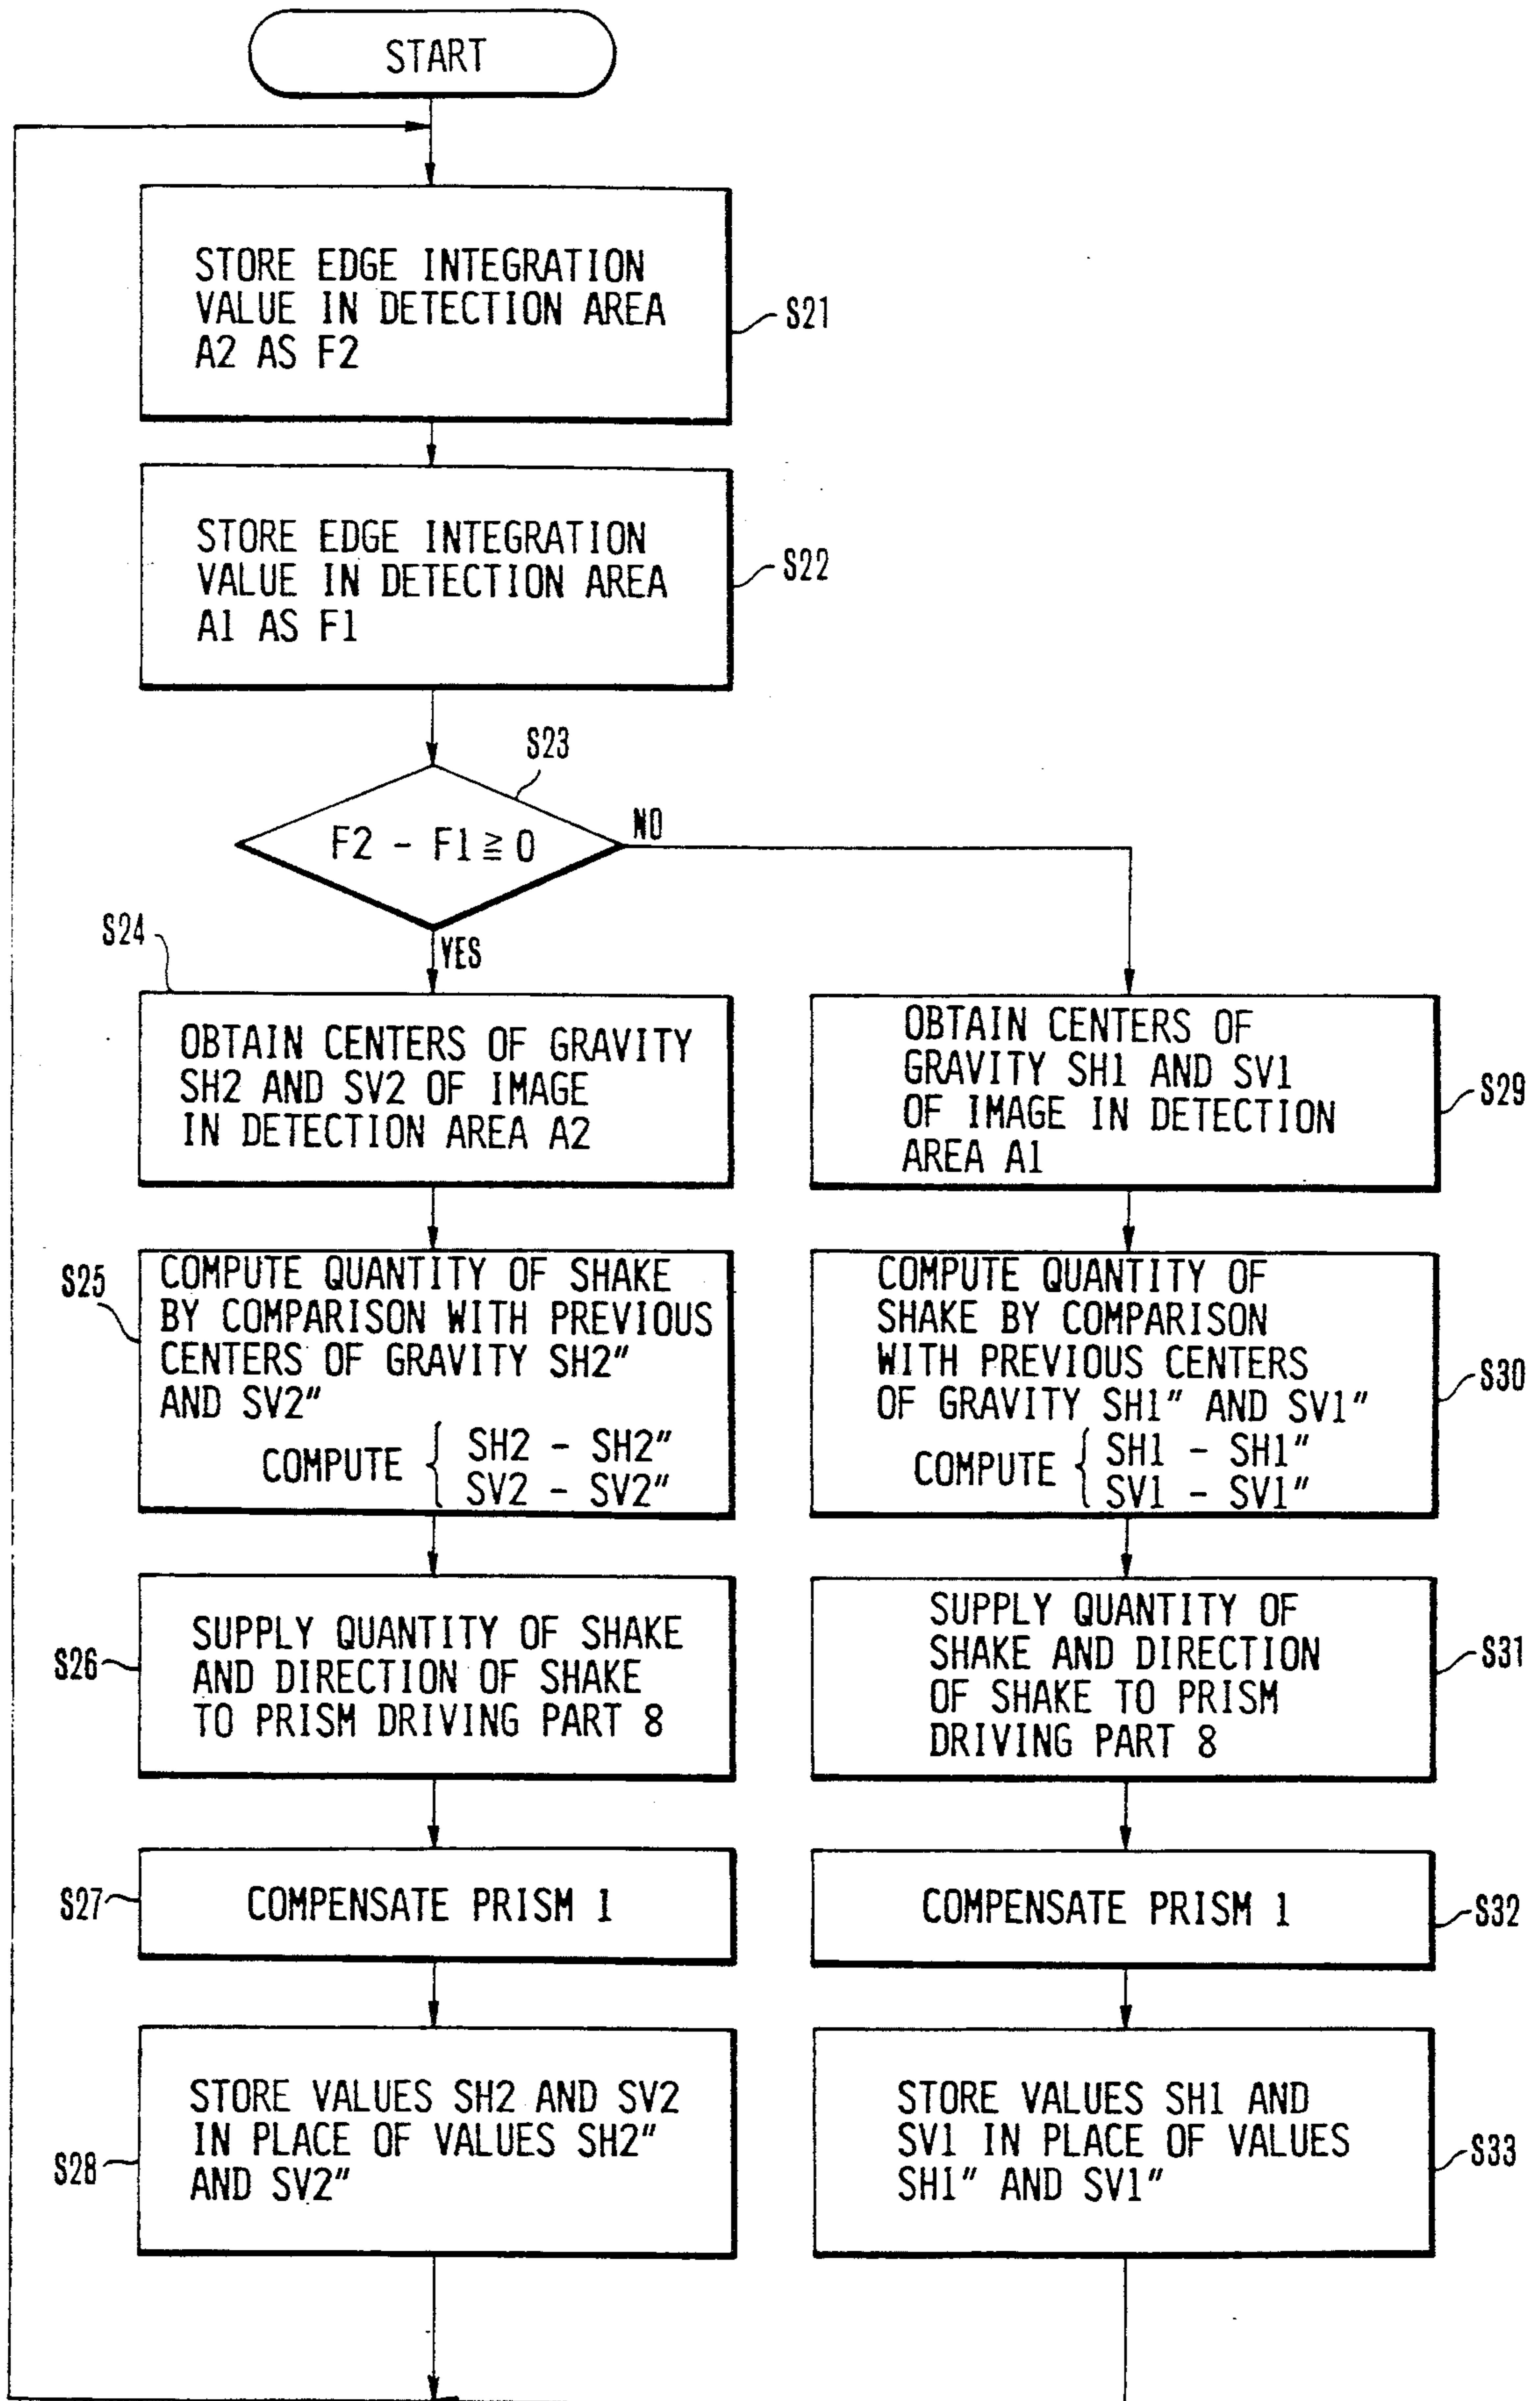 START
STORE EDGE INTEGRATION
VALUE IN DETECTION AREA
A2 AS F2
S21
STORE EDGE INTEGRATION
VALUE IN DETECTION AREA
A1 AS F1
S22
S23
F2 - F1 ≧ 0
NO
YES
S24
OBTAIN CENTERS OF GRAVITY
SH2 AND SV2 OF IMAGE
IN DETECTION AREA A2
S25
COMPUTE QUANTITY OF SHAKE
BY COMPARISON WITH PREVIOUS
CENTERS OF GRAVITY SH2"
AND SV2"
COMPUTE { SH2 - SH2"
SV2 - SV2"
S26
SUPPLY QUANTITY OF SHAKE
AND DIRECTION OF SHAKE
TO PRISM DRIVING PART 8
S27
COMPENSATE PRISM 1
S28
STORE VALUES SH2 AND SV2
IN PLACE OF VALUES SH2"
AND SV2"
OBTAIN CENTERS OF
GRAVITY SH1 AND SV1
OF IMAGE IN DETECTION
AREA A1
S29
COMPUTE QUANTITY OF
SHAKE BY COMPARISON
WITH PREVIOUS CENTERS
OF GRAVITY SH1" AND SV1"
COMPUTE { SH1 - SH1"
SV1 - SV1"
S30
SUPPLY QUANTITY OF
SHAKE AND DIRECTION
OF SHAKE TO PRISM
DRIVING PART 8
S31
COMPENSATE PRISM 1
S32
STORE VALUES SH1 AND
SV1 IN PLACE OF VALUES
SH1" AND SV1"
S33